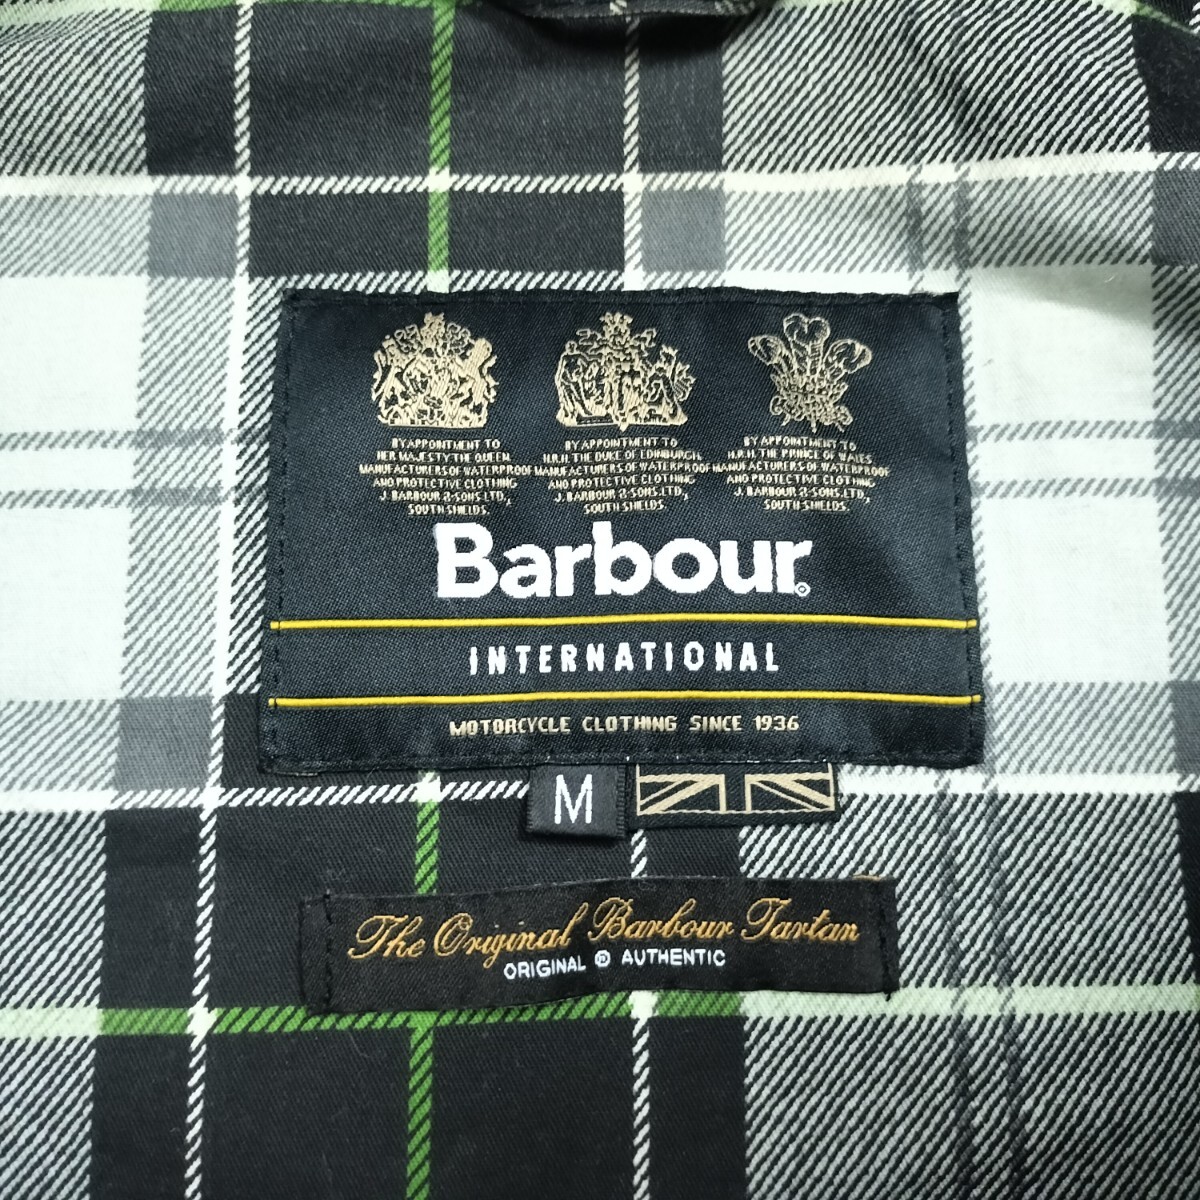 BY APPOINTMENT TO
HER MAJESTY THE QUEEN
MANUFACTURERS OF WATERPROOF
AND PROTECTIVE CLOTHING
J. BARBOUR & SONS LTD.,
SOUTH SHIELDS.
BY APPOINTMENT TO
H.R.H. THE DUKE OF EDINBURGH
MANUFACTURERS OF WATERPROOF
AND PROTECTIVE CLOTHING
J. BARBOUR & SONS LTD.,
SOUTH SHIELDS.
BY APPOINTMENT TO
H.R.H. THE PRINCE OF WALES
MANUFACTURERS OF WATERPROOF
AND PROTECTIVE CLOTHING
J. BARBOUR & SONS LTD.,
SOUTH SHIELDS.
Barbour®
INTERNATIONAL
MOTORCYCLE CLOTHING SINCE 1936
M
The Original Barbour Tartan
ORIGINAL ® AUTHENTIC